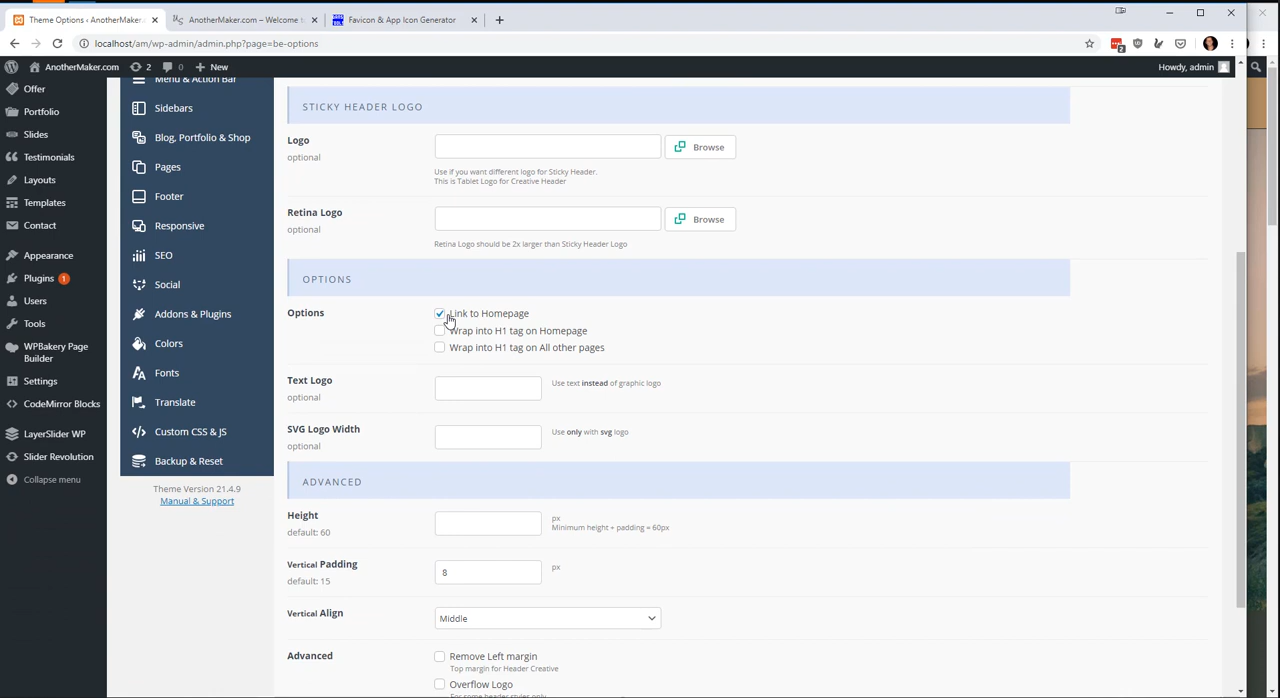 Theme Options ‹ AnotherMaker.
AnotherMaker.com – Welcome t
Favicon & App Icon Generator
localhost/am/wp-admin/admin.php?page=be-options
2
AnotherMaker.com
2
0
New
Howdy, admin
Offer
Portfolio
Slides
Testimonials
Layouts
Templates
Contact
Appearance
Plugins 1
Users
Tools
WPBakery Page
Builder
Settings
CodeMirror Blocks
LayerSlider WP
Slider Revolution
Collapse menu
Menu & Action Bar
Sidebars
Blog, Portfolio & Shop
Pages
Footer
Responsive
SEO
Social
Addons & Plugins
Colors
Fonts
Translate
Custom CSS & JS
Backup & Reset
Theme Version 21.4.9
Manual & Support
STICKY HEADER LOGO
Logo
optional
Browse
Use if you want different logo for Sticky Header.
This is Tablet Logo for Creative Header
Retina Logo
optional
Browse
Retina Logo should be 2x larger than Sticky Header Logo
OPTIONS
Options
Link to Homepage
Wrap into H1 tag on Homepage
Wrap into H1 tag on All other pages
Text Logo
optional
Use text instead of graphic logo
SVG Logo Width
optional
Use only with svg logo
ADVANCED
Height
default: 60
px
Minimum height + padding = 60px
Vertical Padding
default: 15
8
px
Vertical Align
Middle
Advanced
Remove Left margin
Top margin for Header Creative
Overflow Logo
For some header styles only